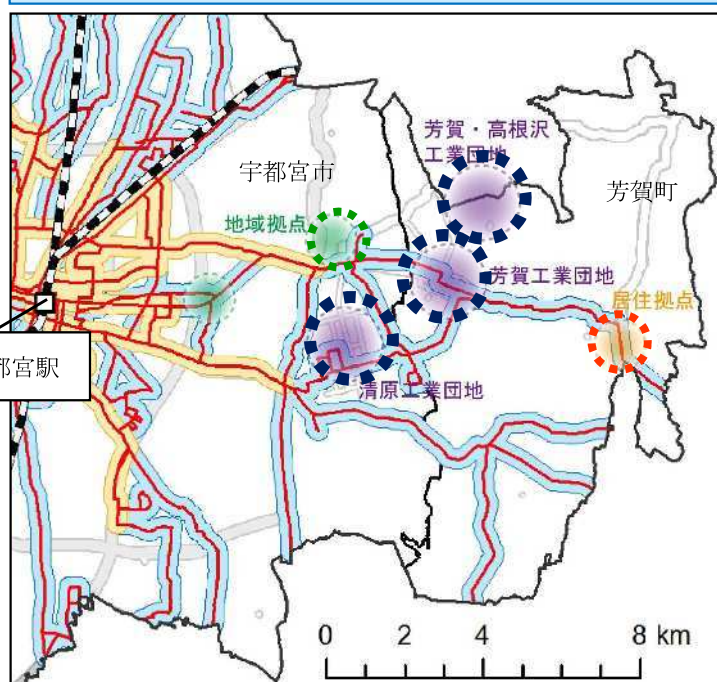 芳賀・高根沢
工業団地
宇都宮市
芳賀町
地域拠点
芳賀工業団地
居住拠点
都宮駅
清原工業団地
0 2 4 8 km